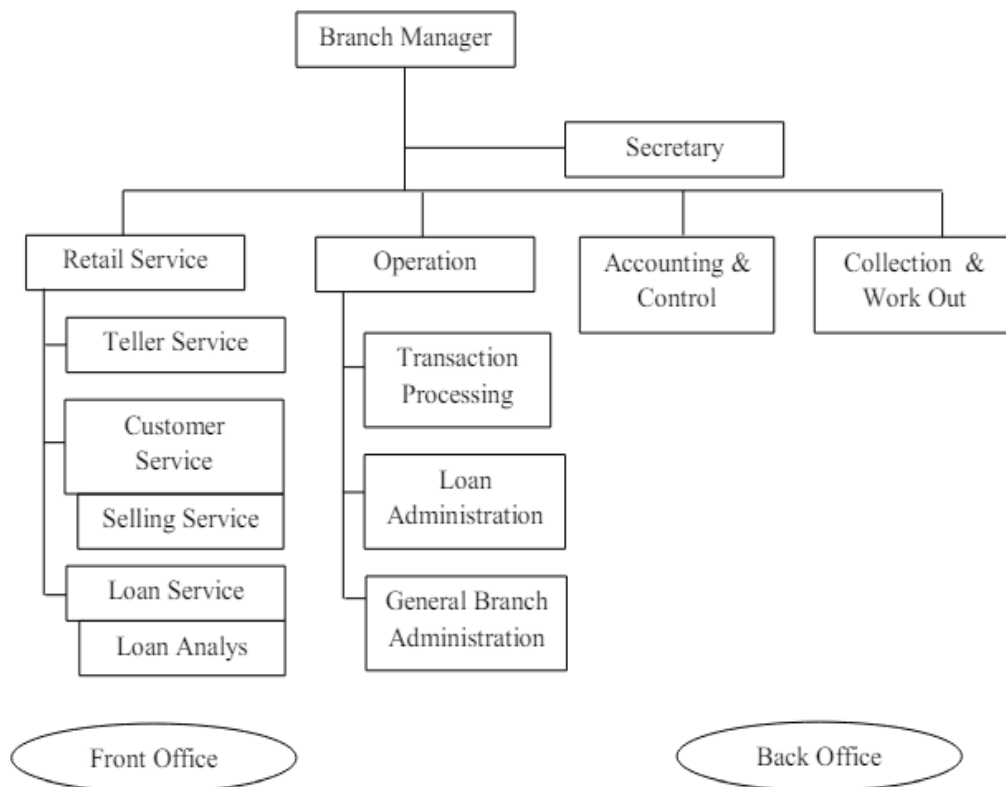 Branch Manager
Secretary
Retail Service
Operation
Accounting &
Control
Collection &
Work Out
Teller Service
Customer
Service
Selling Service
Loan Service
Loan Analys
Transaction
Processing
Loan
Administration
General Branch
Administration
Front Office
Back Office